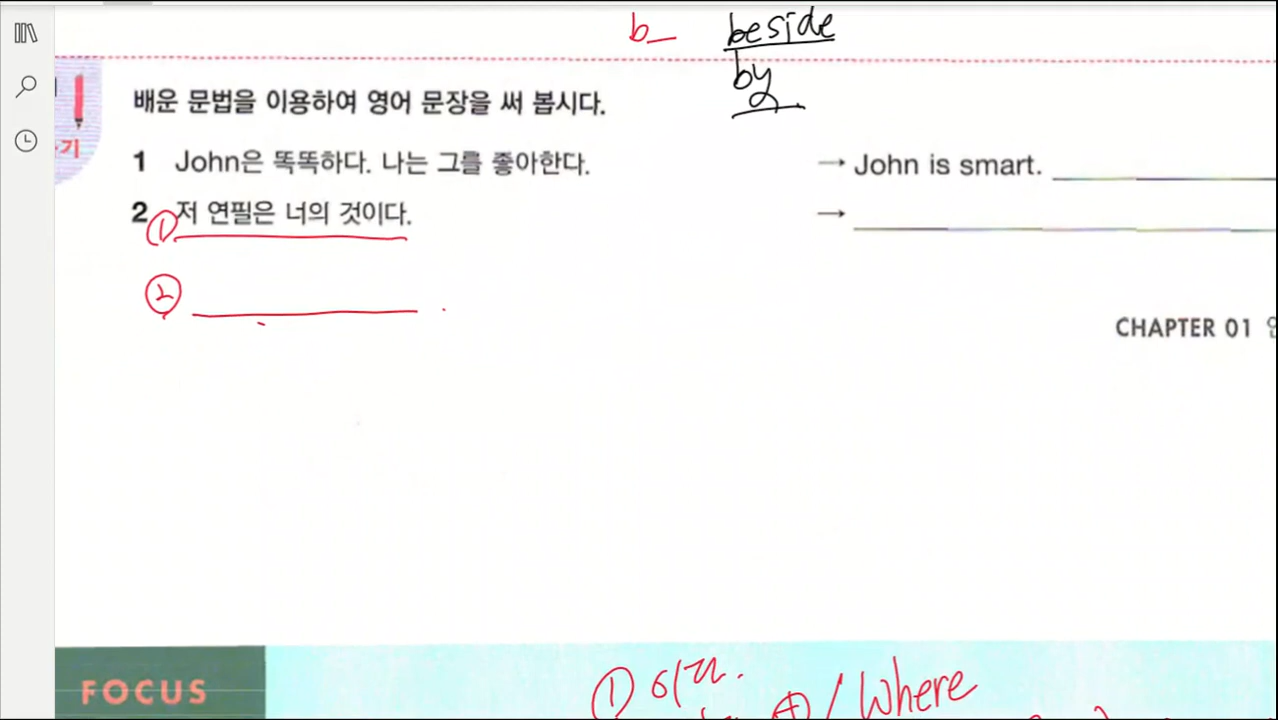 b_ beside
by
배운 문법을 이용하여 영어 문장을 써 봅시다.
기
1 John은 똑똑하다. 나는 그를 좋아한다. → John is smart.
2 저 연필은 너의 것이다. →
①
②
CHAPTER 01
FOCUS
①
/ Where